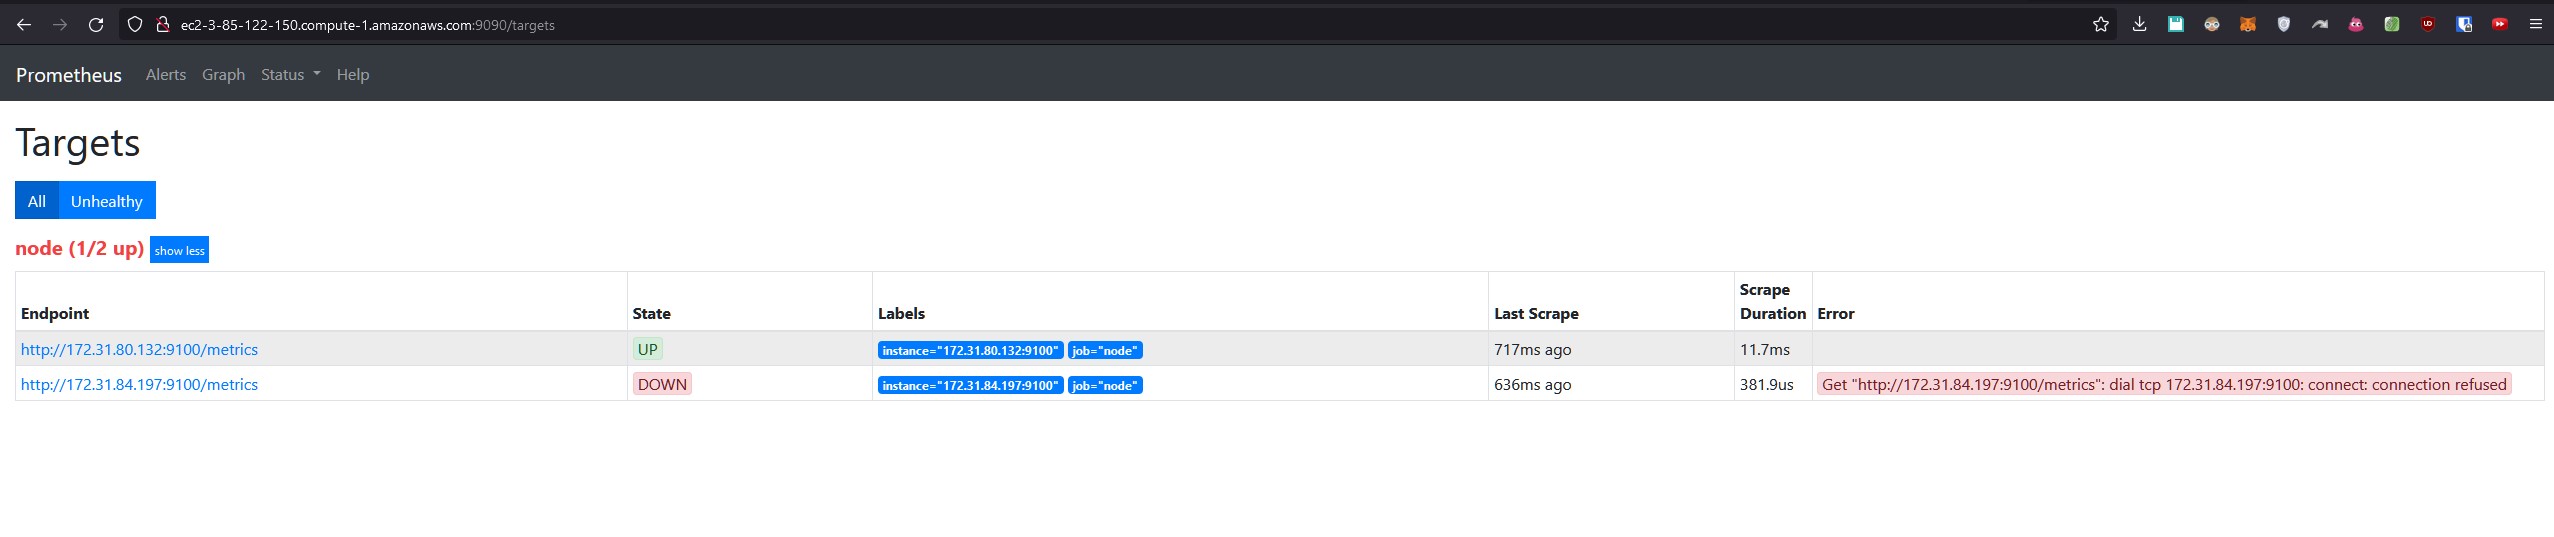 ec2-3-85-122-150.compute-1.amazonaws.com:9090/targets
Prometheus Alerts Graph Status Help
Targets
All Unhealthy
node (1/2 up) show less
Endpoint State Labels Last Scrape Scrape Duration Error
http://172.31.80.132:9100/metrics UP instance="172.31.80.132:9100" job="node" 717ms ago 11.7ms
http://172.31.84.197:9100/metrics DOWN instance="172.31.84.197:9100" job="node" 636ms ago 381.9us Get "http://172.31.84.197:9100/metrics": dial tcp 172.31.84.197:9100: connect: connection refused